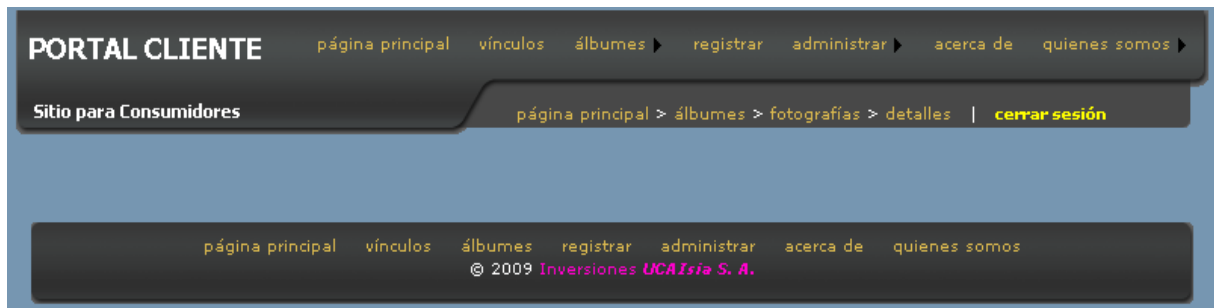 PORTAL CLIENTE página principal vínculos álbumes registrar administrar acerca de quienes somos
Sitio para Consumidores página principal > álbumes > fotografías > detalles | cerrar sesión
página principal vínculos álbumes registrar administrar acerca de quienes somos
© 2009 Inversiones UCAIsia S. A.